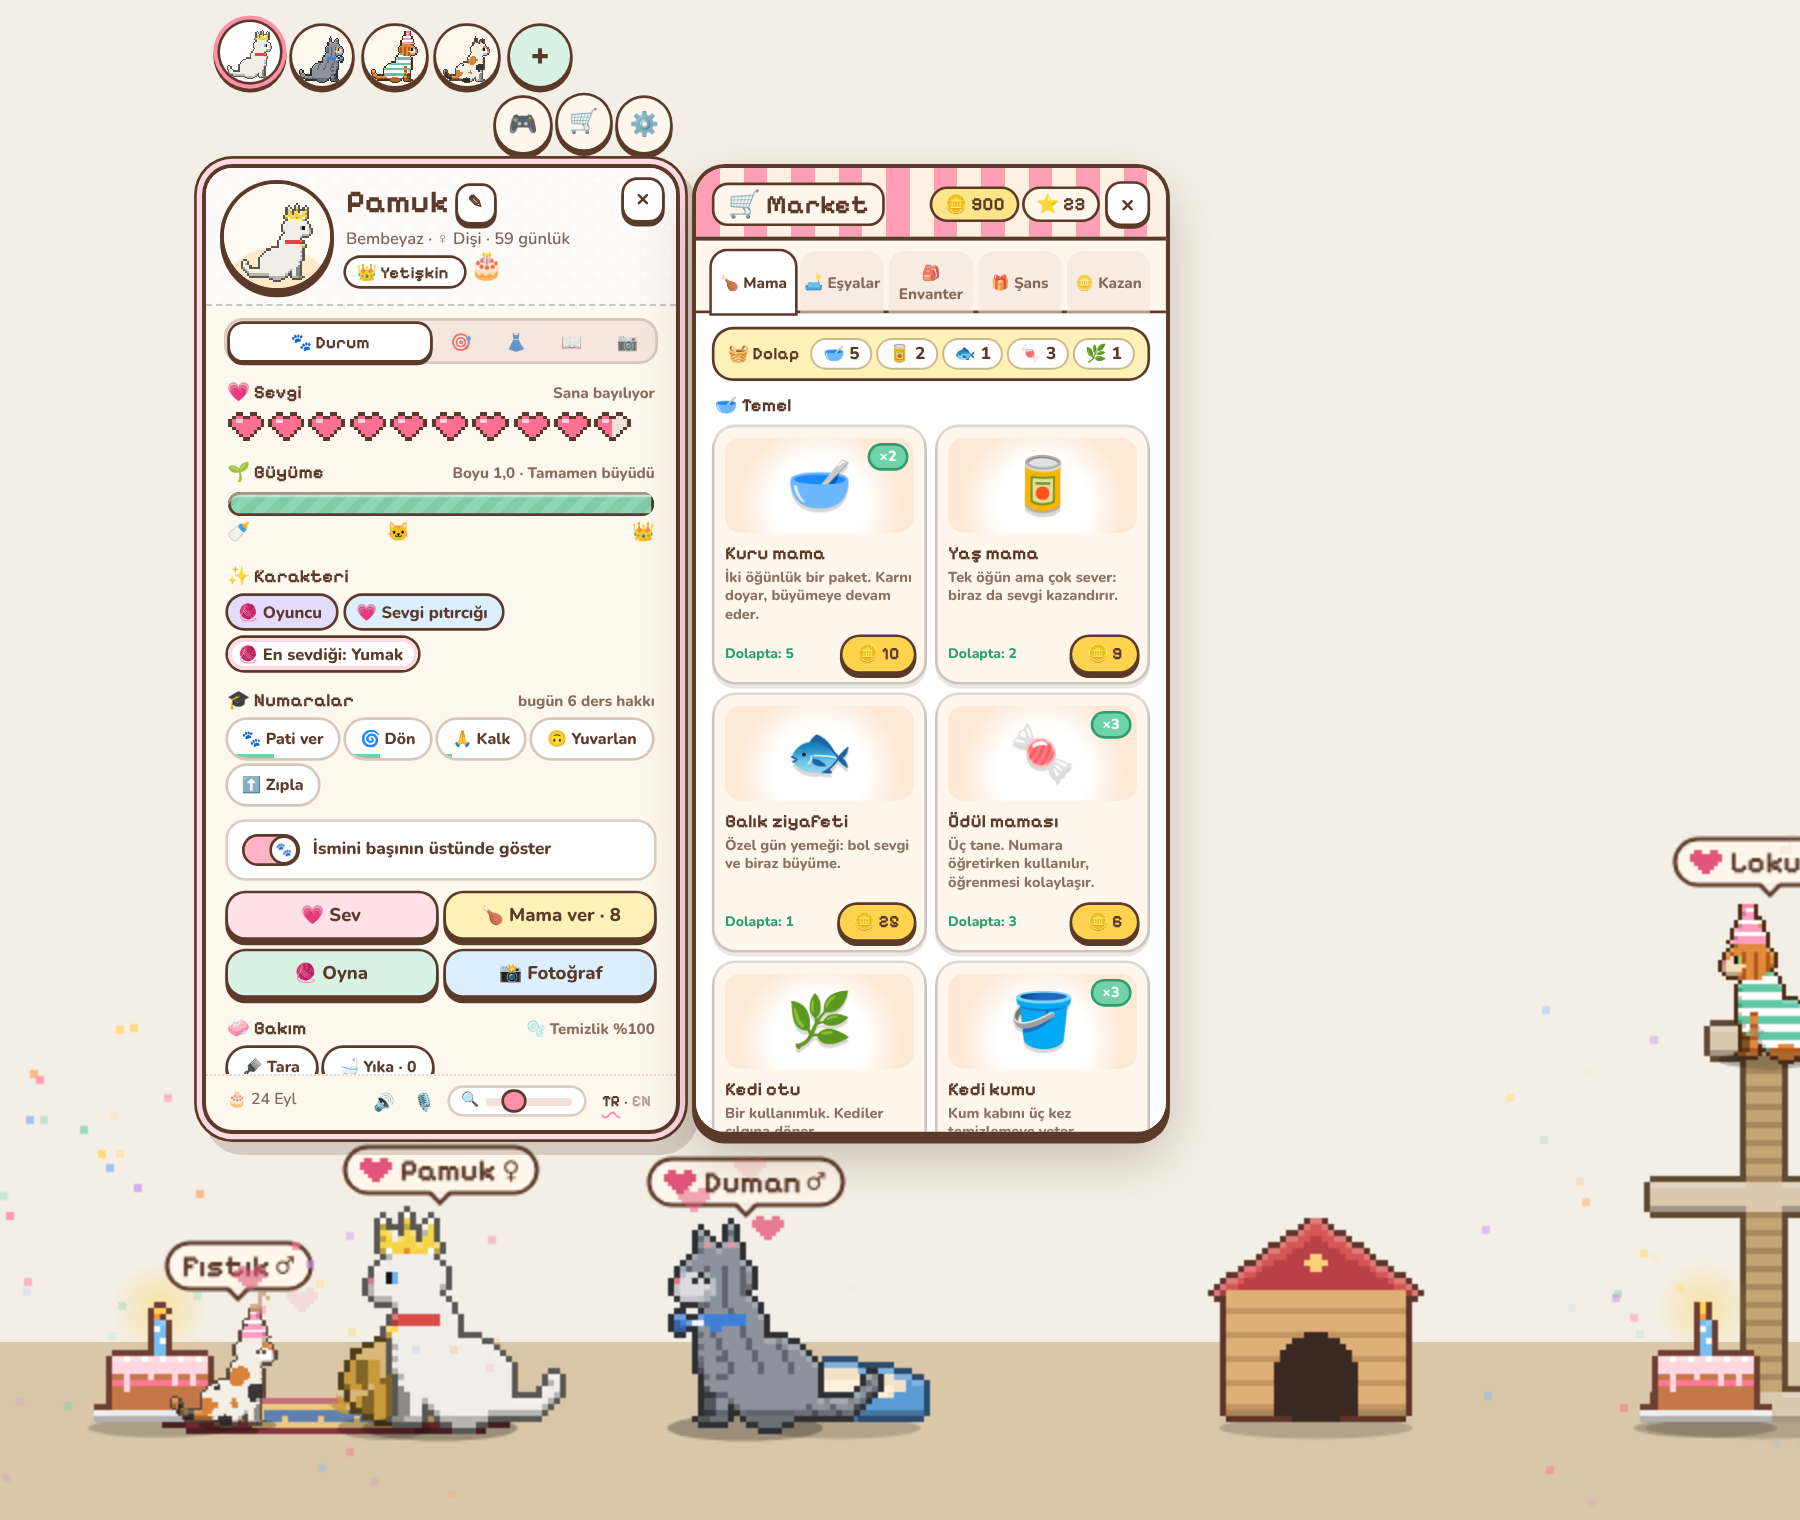 Pamuk
Bembeyaz · ♀ Dişi · 59 günlük
Yetişkin
Durum
Sevgi
Sana bayılıyor
Büyüme
Boyu 1,0 · Tamamen büyüdü
Karakteri
Oyuncu
Sevgi pıtırcığı
En sevdiği: Yumak
Numaralar
bugün 6 ders hakkı
Pati ver
Dön
Kalk
Yuvarlan
Zıpla
İsmini başının üstünde göster
Sev
Mama ver · 8
Oyna
Fotoğraf
Bakım
Temizlik %100
Tara
Yıka · 0
24 Eyl
TR · EN
Market
900
23
Mama
Eşyalar
Envanter
Şans
Kazan
Dolap
5
2
1
3
1
Temel
×2
Kuru mama
İki öğünlük bir paket. Karnı
doyar, büyümeye devam
eder.
Dolapta: 5
10
Yaş mama
Tek öğün ama çok sever:
biraz da sevgi kazandırır.
Dolapta: 2
9
Balık ziyafeti
Özel gün yemeği: bol sevgi
ve biraz büyüme.
Dolapta: 1
25
×3
Ödül maması
Üç tane. Numara
öğretirken kullanılır,
öğrenmesi kolaylaşır.
Dolapta: 3
6
Kedi otu
Bir kullanımlık. Kediler
çılgına döner.
×3
Kedi kumu
Kum kabını üç kez
temizlemeye yeter.
Loku
Pamuk ♀
Duman ♂
Fıstık ♂